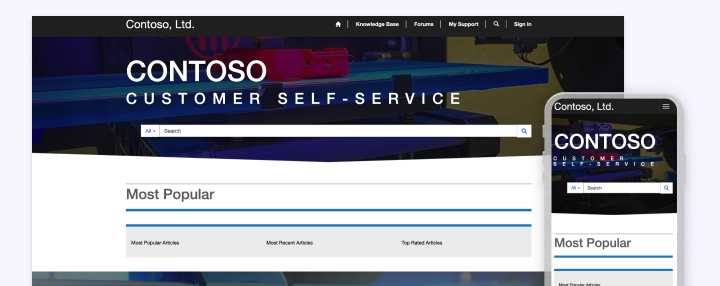 Contoso, Ltd.
Knowledge Base
Forums
My Support
Sign in
CONTOSO
CUSTOMER SELF-SERVICE
All
Search
Most Popular
Most Popular Articles
Most Recent Articles
Top Rated Articles
Contoso, Ltd.
CONTOSO
CUSTOMER
SELF-SERVICE
All
Search
Most Popular
Most Popular Articles